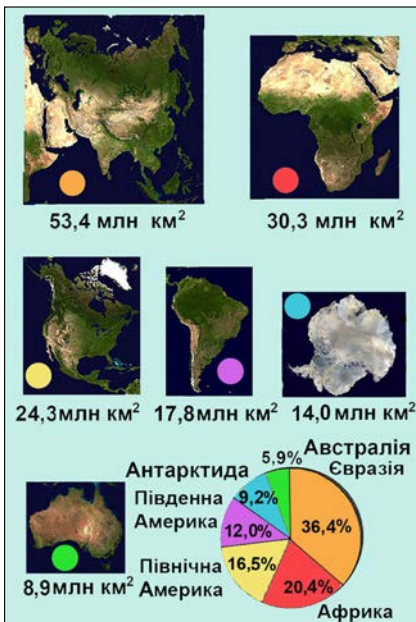 53,4 млн км²
30,3 млн км²
24,3млн км²
17,8млн км²
14,0млн км²
8,9млн км²
5,9%
Австралія
Євразія
Антарктида
9,2%
Південна
Америка
12,0%
36,4%
Північна
Америка
16,5%
20,4%
Африка